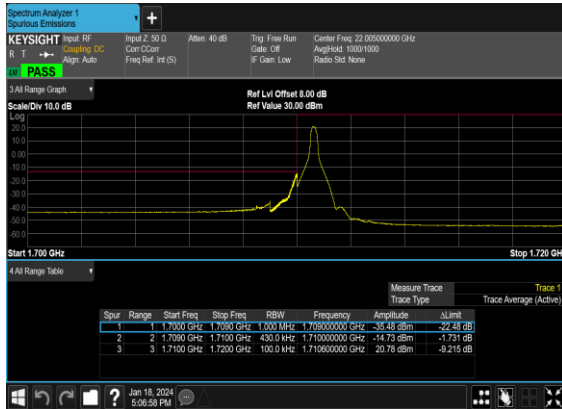 Spectrum Analyzer 1
Spurious Emissions
+
KEYSIGHT Input: RF Input Z: 50 Ω Atten: 40 dB Trig: Free Run Center Freq: 22.005000000 GHz
R T Coupling: DC Corr CCorr Gate: Off Avg|Hold: 1000/1000
Align: Auto Freq Ref: Int (S) IF Gain: Low Radio Std: None
PASS
3 All Range Graph
Ref Lvl Offset 8.00 dB
Scale/Div 10.0 dB Ref Value 30.00 dBm
Log
20.0
10.0
0.00
-10.0
-20.0
-30.0
-40.0
-50.0
-60.0
Start 1.700 GHz Stop 1.720 GH
4 All Range Table
Measure Trace Trace 1
Trace Type Trace Average (Active)
Spur Range Start Freq Stop Freq RBW Frequency Amplitude ΔLimit
1 1 1.7000 GHz 1.7090 GHz 1.000 MHz 1.709000000 GHz -35.48 dBm -22.48 dB
2 2 1.7090 GHz 1.7100 GHz 430.0 kHz 1.710000000 GHz -14.73 dBm -1.731 dB
3 3 1.7100 GHz 1.7200 GHz 100.0 kHz 1.710600000 GHz 20.78 dBm -9.215 dB
? Jan 18, 2024
5:06:58 PM